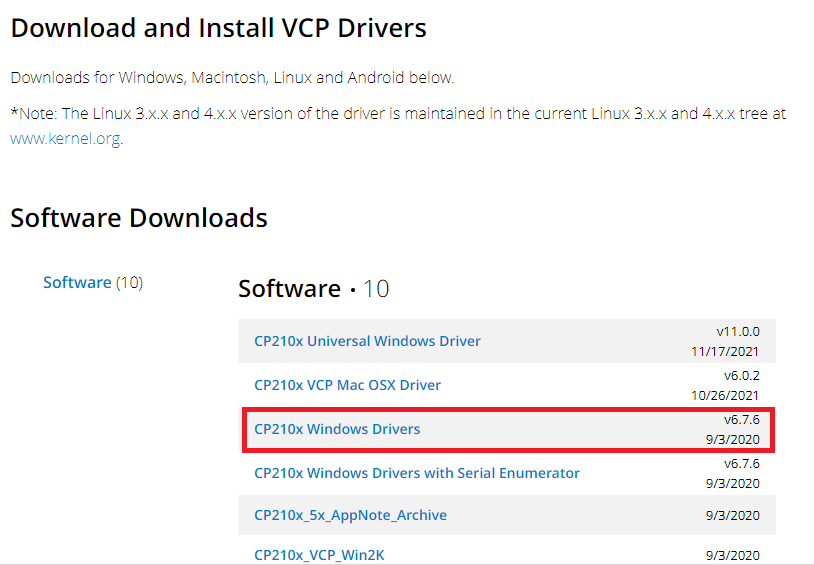 Download and Install VCP Drivers
Downloads for Windows, Macintosh, Linux and Android below.
*Note: The Linux 3.x.x and 4.x.x version of the driver is maintained in the current Linux 3.x.x and 4.x.x tree at
www.kernel.org.
Software Downloads
Software (10)
Software • 10
CP210x Universal Windows Driver
v11.0.0
11/17/2021
CP210x VCP Mac OSX Driver
v6.0.2
10/26/2021
CP210x Windows Drivers
v6.7.6
9/3/2020
CP210x Windows Drivers with Serial Enumerator
v6.7.6
9/3/2020
CP210x_5x_AppNote_Archive
9/3/2020
CP210x_VCP_Win2K
9/3/2020